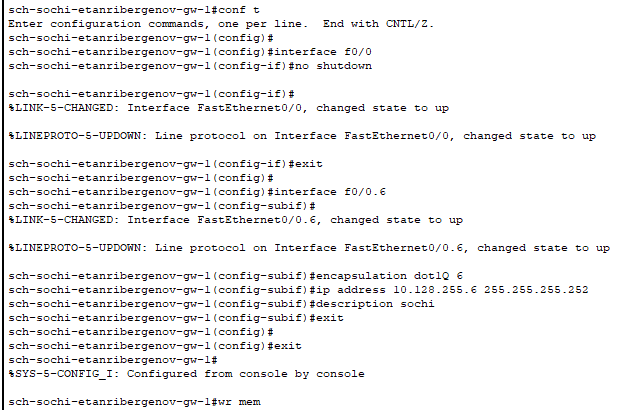 sch-sochi-etanribergenov-gw-1#conf t
Enter configuration commands, one per line.  End with CNTL/Z.
sch-sochi-etanribergenov-gw-1(config)#
sch-sochi-etanribergenov-gw-1(config)#interface f0/0
sch-sochi-etanribergenov-gw-1(config-if)#no shutdown
sch-sochi-etanribergenov-gw-1(config-if)#
%LINK-5-CHANGED: Interface FastEthernet0/0, changed state to up
%LINEPROTO-5-UPDOWN: Line protocol on Interface FastEthernet0/0, changed state to up
sch-sochi-etanribergenov-gw-1(config-if)#exit
sch-sochi-etanribergenov-gw-1(config)#
sch-sochi-etanribergenov-gw-1(config)#interface f0/0.6
sch-sochi-etanribergenov-gw-1(config-subif)#
%LINK-5-CHANGED: Interface FastEthernet0/0.6, changed state to up
%LINEPROTO-5-UPDOWN: Line protocol on Interface FastEthernet0/0.6, changed state to up
sch-sochi-etanribergenov-gw-1(config-subif)#encapsulation dot1Q 6
sch-sochi-etanribergenov-gw-1(config-subif)#ip address 10.128.255.6 255.255.255.252
sch-sochi-etanribergenov-gw-1(config-subif)#description sochi
sch-sochi-etanribergenov-gw-1(config-subif)#exit
sch-sochi-etanribergenov-gw-1(config)#
sch-sochi-etanribergenov-gw-1(config)#exit
sch-sochi-etanribergenov-gw-1#
%SYS-5-CONFIG_I: Configured from console by console
sch-sochi-etanribergenov-gw-1#wr mem